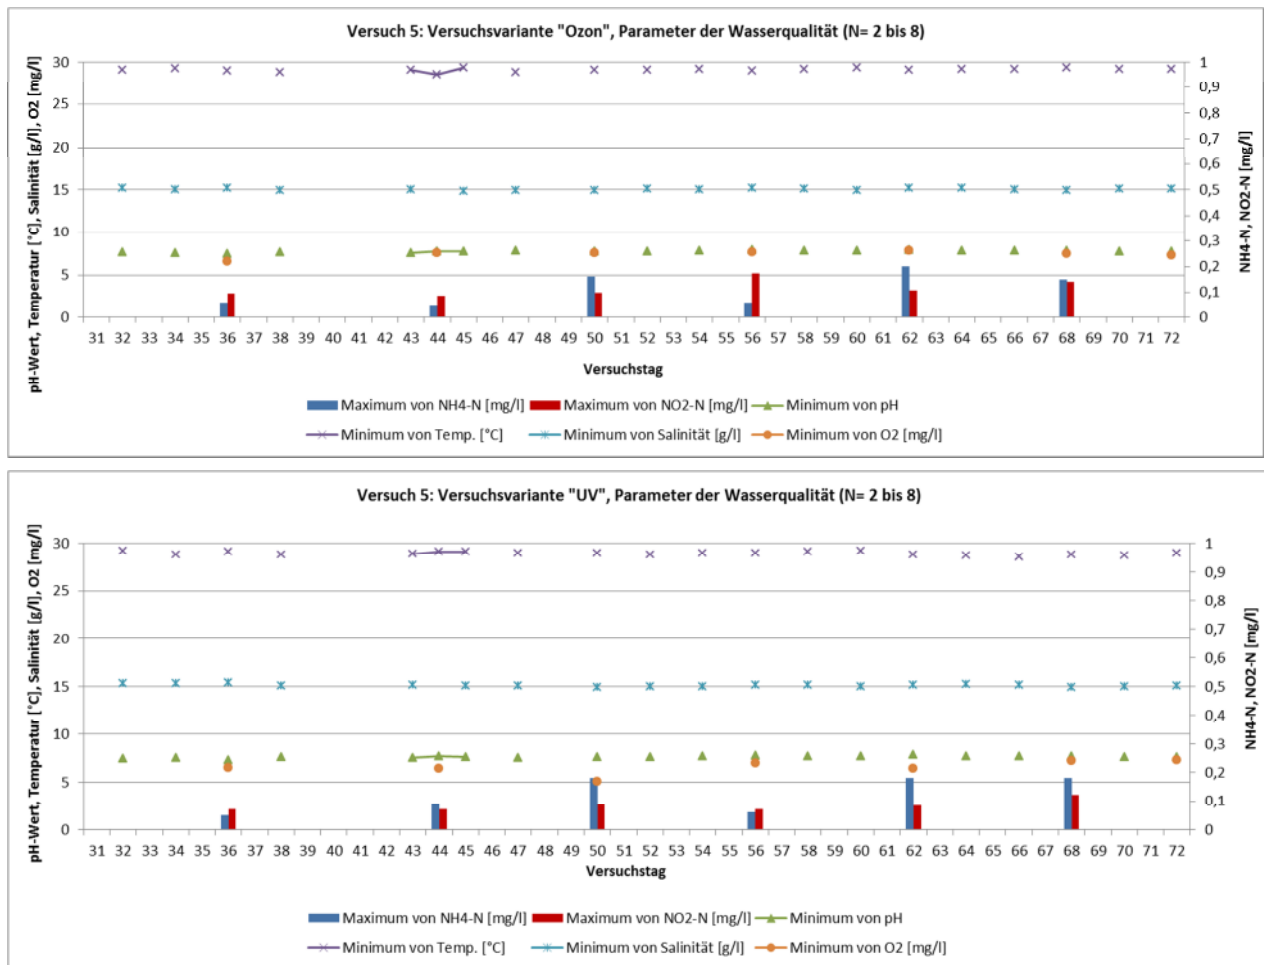 Versuch 5: Versuchsvariante "Ozon", Parameter der Wasserqualität (N= 2 bis 8)
pH-Wert, Temperatur [°C], Salinität [g/l], O2 [mg/l]
30
25
20
15
10
5
0
1
0,9
0,8
0,7
0,6
0,5
0,4
0,3
0,2
0,1
0
NH4-N, NO2-N [mg/l]
31 32 33 34 35 36 37 38 39 40 41 42 43 44 45 46 47 48 49 50 51 52 53 54 55 56 57 58 59 60 61 62 63 64 65 66 67 68 69 70 71 72
Versuchstag
Maximum von NH4-N [mg/l] Maximum von NO2-N [mg/l] Minimum von pH
Minimum von Temp. [°C] Minimum von Salinität [g/l] Minimum von O2 [mg/l]
Versuch 5: Versuchsvariante "UV", Parameter der Wasserqualität (N= 2 bis 8)
pH-Wert, Temperatur [°C], Salinität [g/l], O2 [mg/l]
30
25
20
15
10
5
0
1
0,9
0,8
0,7
0,6
0,5
0,4
0,3
0,2
0,1
0
NH4-N, NO2-N [mg/l]
31 32 33 34 35 36 37 38 39 40 41 42 43 44 45 46 47 48 49 50 51 52 53 54 55 56 57 58 59 60 61 62 63 64 65 66 67 68 69 70 71 72
Versuchstag
Maximum von NH4-N [mg/l] Maximum von NO2-N [mg/l] Minimum von pH
Minimum von Temp. [°C] Minimum von Salinität [g/l] Minimum von O2 [mg/l]